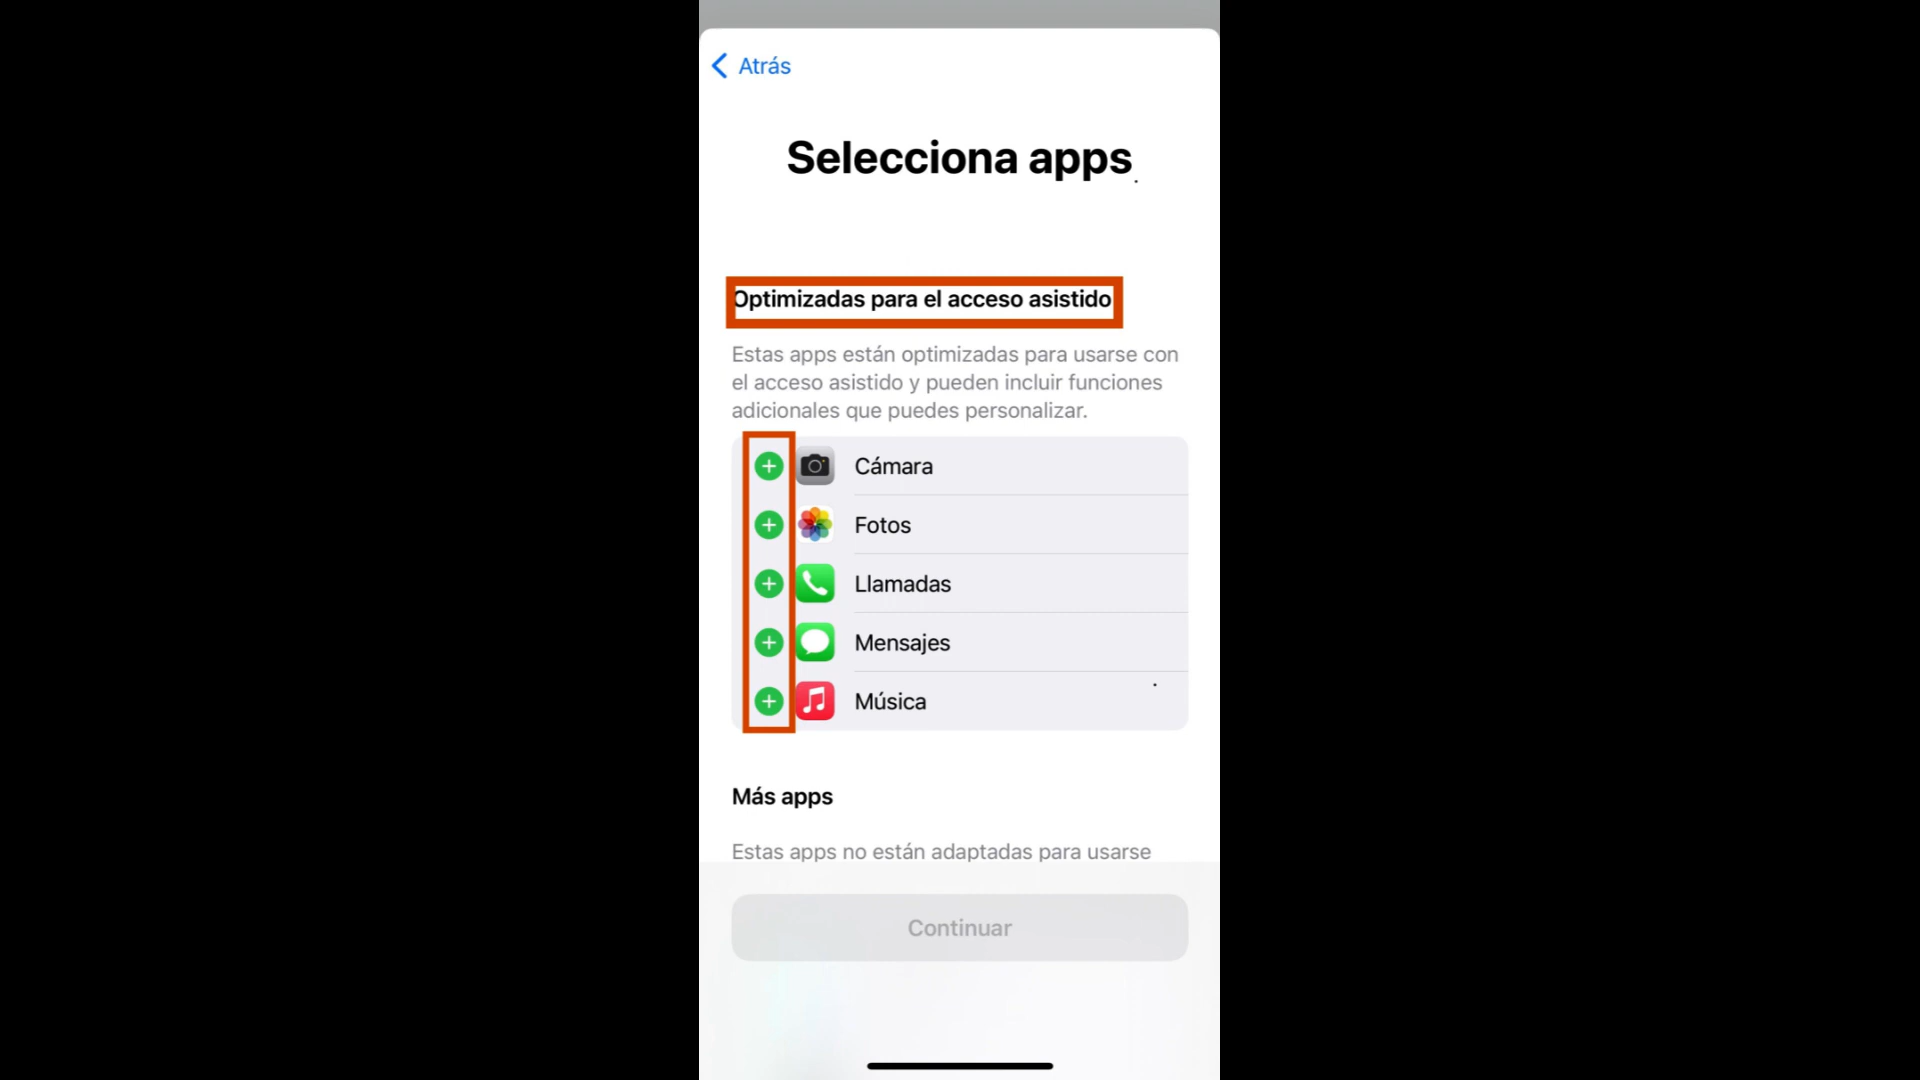 Atrás
Selecciona apps
Optimizadas para el acceso asistido
Estas apps están optimizadas para usarse con
el acceso asistido y pueden incluir funciones
adicionales que puedes personalizar.
Cámara
Fotos
Llamadas
Mensajes
Música
Más apps
Estas apps no están adaptadas para usarse
Continuar